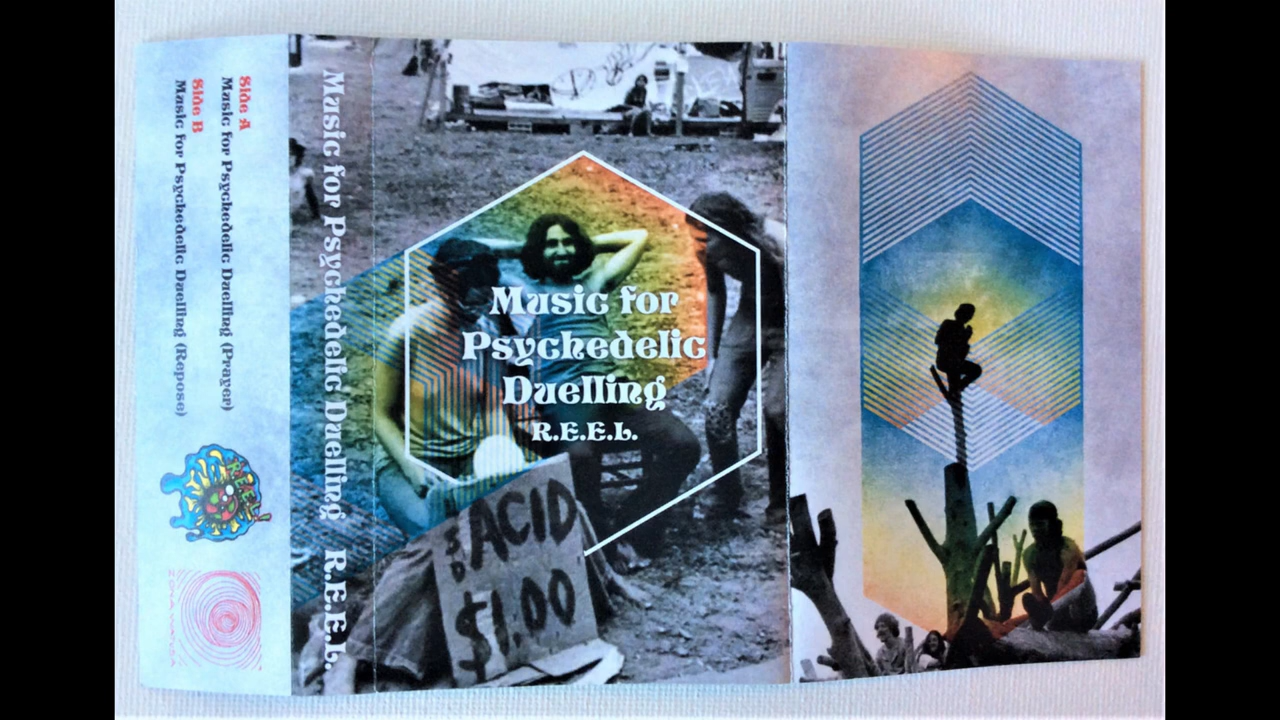 Side A
Music for Psychedelic Duelling (Prayer)
Side B
Music for Psychedelic Duelling (Repose)
R.E.E.L.
Music for Psychedelic Duelling R.E.E.L.
Music for
Psychedelic
Duelling
R.E.E.L.
ACID
$1.00